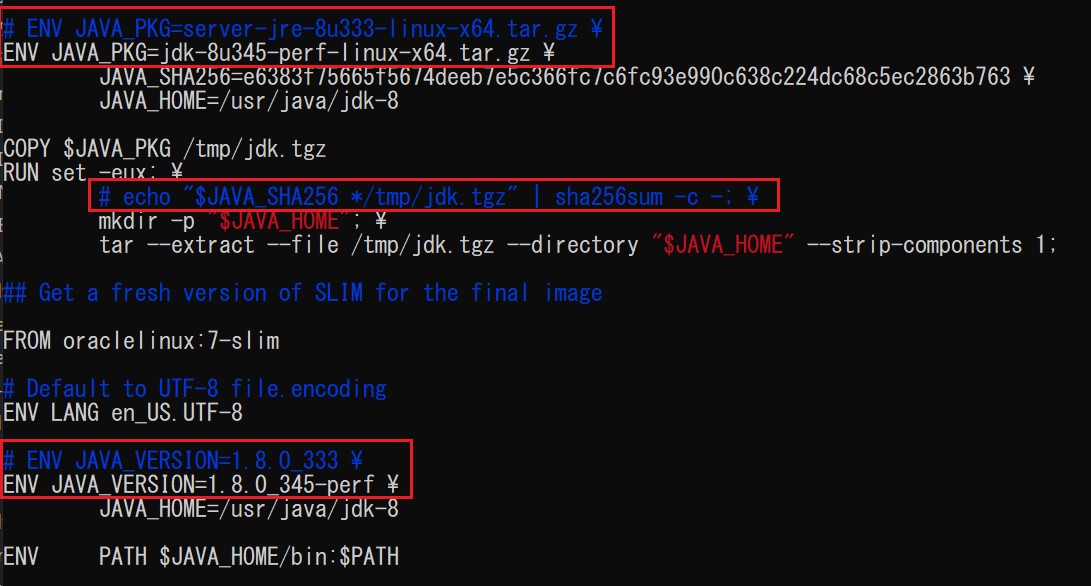 # ENV JAVA_PKG=server-jre-8u333-linux-x64.tar.gz ¥
ENV JAVA_PKG=jdk-8u345-perf-linux-x64.tar.gz ¥
        JAVA_SHA256=e6383f75665f5674deeb7e5c366fc7c6fc93e990c638c224dc68c5ec2863b763 ¥
        JAVA_HOME=/usr/java/jdk-8

COPY $JAVA_PKG /tmp/jdk.tgz
RUN set -eux; ¥
        # echo "$JAVA_SHA256 */tmp/jdk.tgz" | sha256sum -c -; ¥
        mkdir -p "$JAVA_HOME"; ¥
        tar --extract --file /tmp/jdk.tgz --directory "$JAVA_HOME" --strip-components 1;

## Get a fresh version of SLIM for the final image

FROM oraclelinux:7-slim

# Default to UTF-8 file.encoding
ENV LANG en_US.UTF-8

# ENV JAVA_VERSION=1.8.0_333 ¥
ENV JAVA_VERSION=1.8.0_345-perf ¥
        JAVA_HOME=/usr/java/jdk-8

ENV     PATH $JAVA_HOME/bin:$PATH